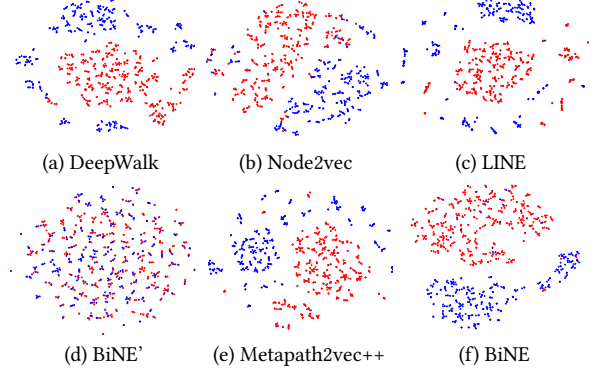 (a) DeepWalk
(b) Node2vec
(c) LINE
(d) BiNE’
(e) Metapath2vec++
(f) BiNE